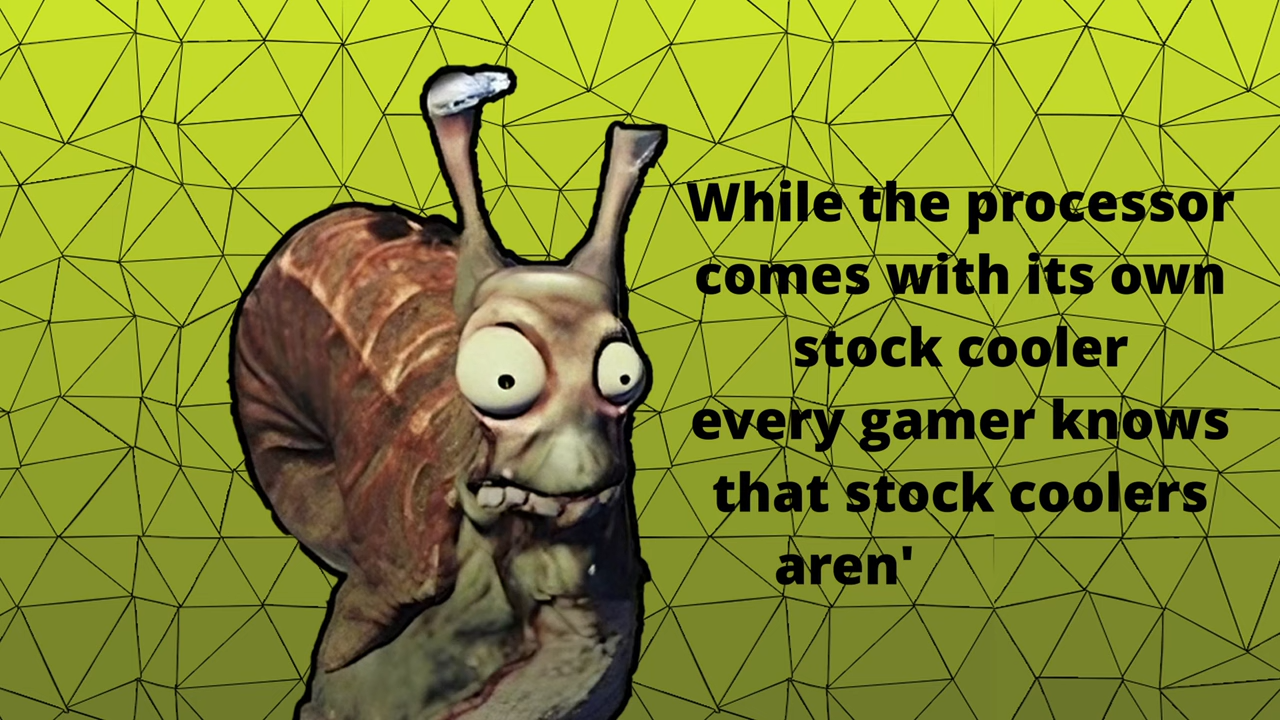 While the processor
comes with its own
stock cooler
every gamer knows
that stock coolers
aren'